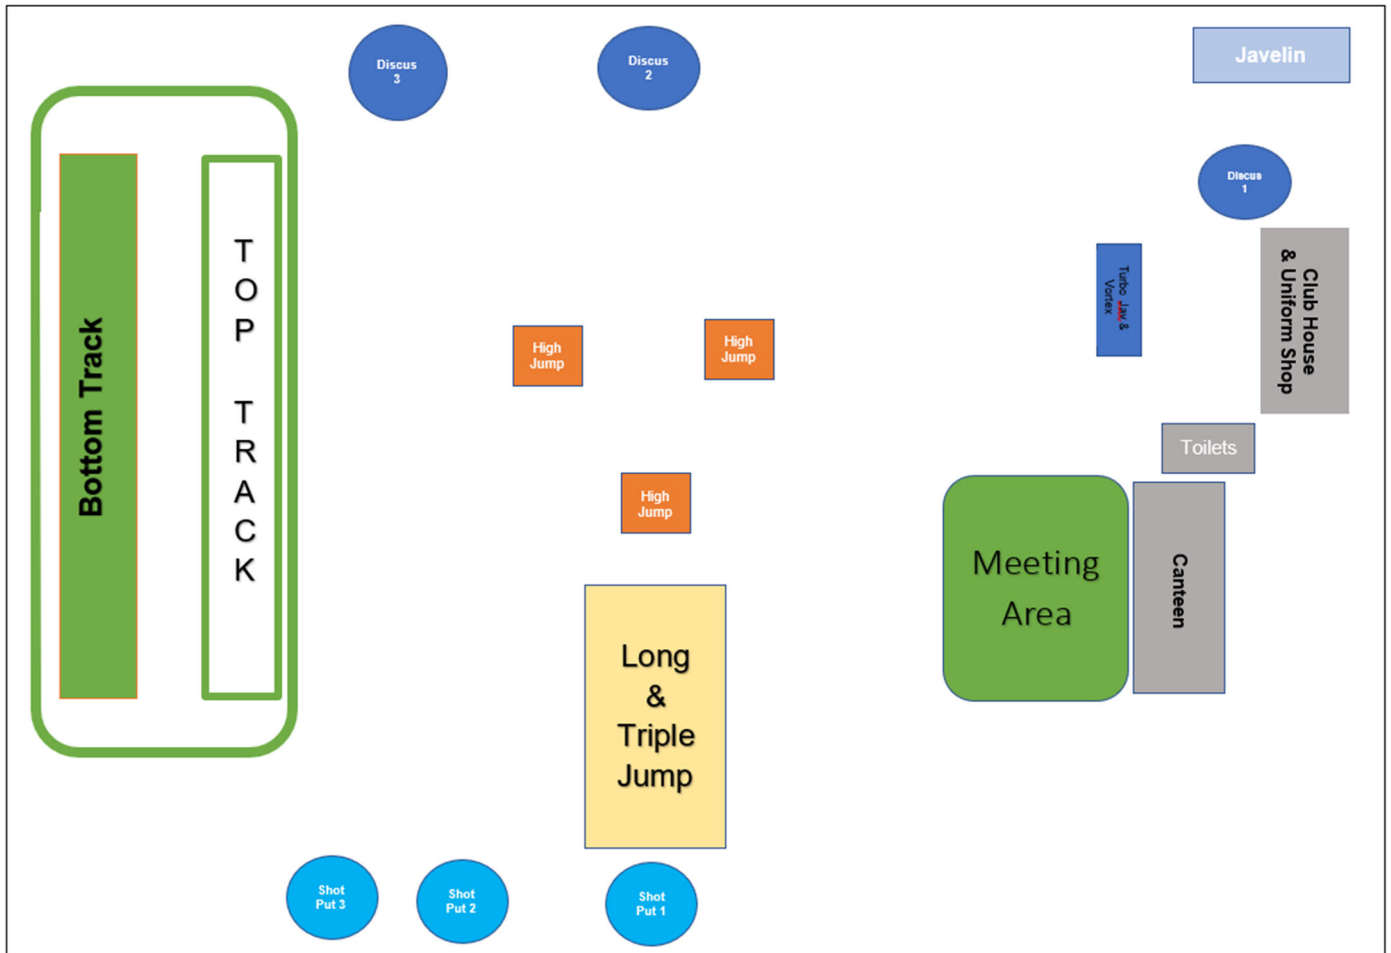 Discus
3
Discus
2
Javelin
Discus
1
Club House
& Uniform Shop
Turbo Jav &
Vortex
T
O
P
T
R
A
C
K
Bottom Track
High
Jump
High
Jump
Toilets
High
Jump
Meeting
Area
Canteen
Long
&
Triple
Jump
Shot
Put 3
Shot
Put 2
Shot
Put 1